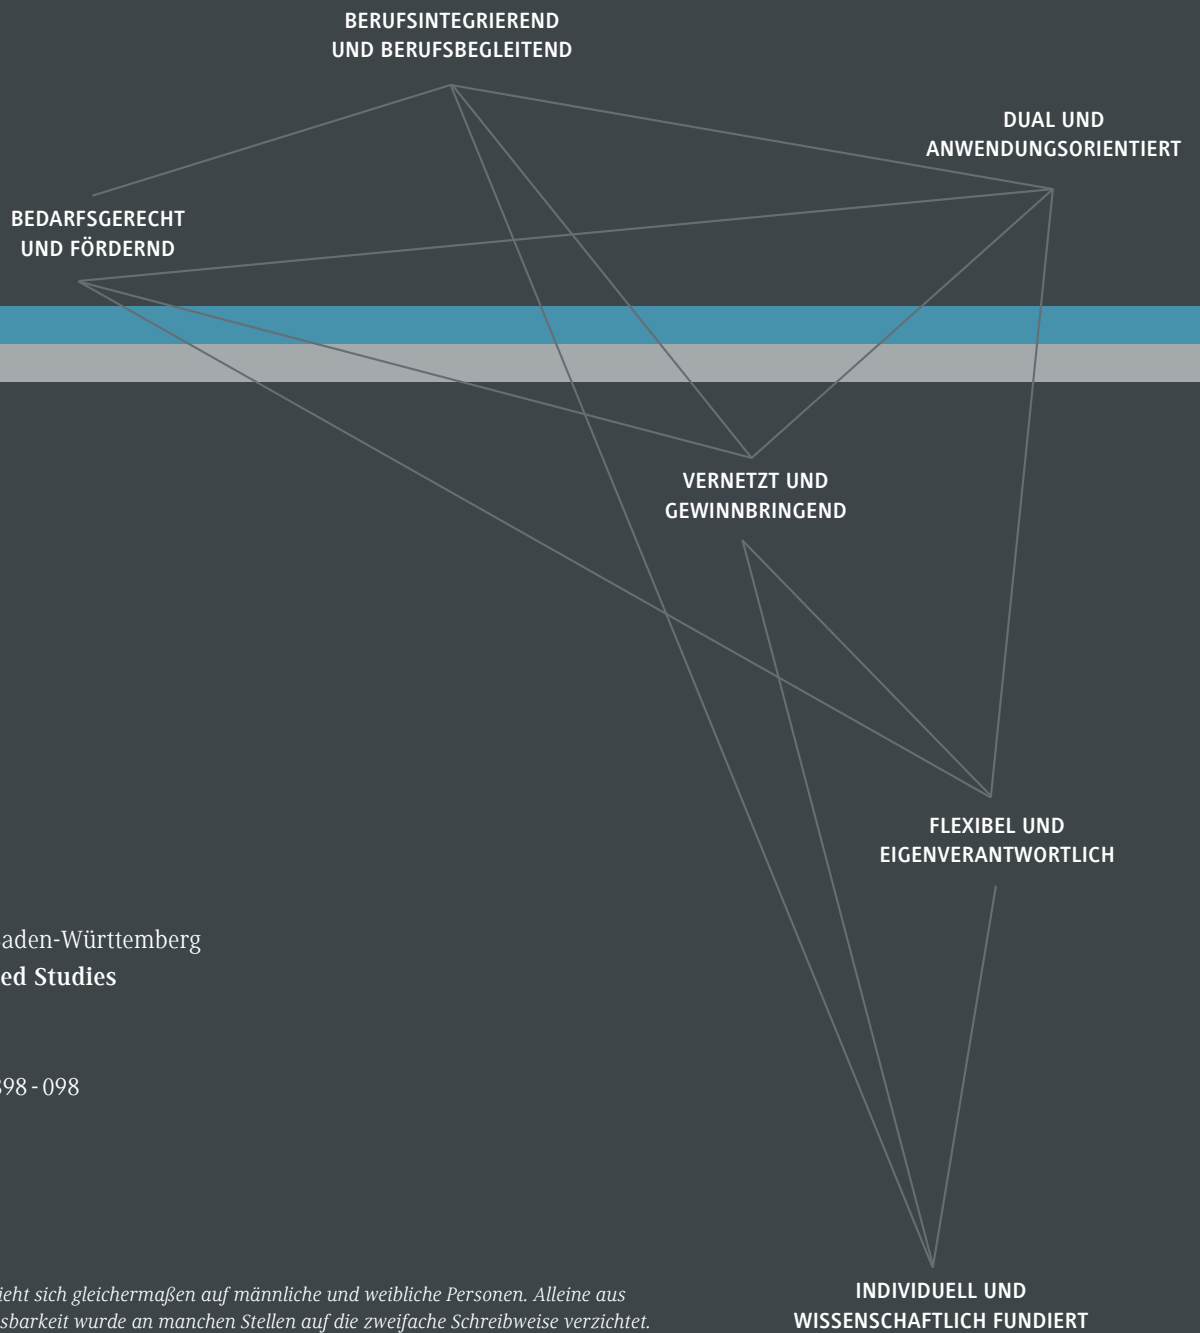 BERUFSINTEGRIEREND
UND BERUFSBEGLEITEND
DUAL UND
ANWENDUNGSORIENTIERT
BEDARFSGERECHT
UND FÖRDERND
VERNETZT UND
GEWINNBRINGEND
FLEXIBEL UND
EIGENVERANTWORTLICH
aden-Württemberg
ed Studies
98 - 098
ieht sich gleichermaßen auf männliche und weibliche Personen. Alleine aus
sbarkeit wurde an manchen Stellen auf die zweifache Schreibweise verzichtet.
INDIVIDUELL UND
WISSENSCHAFTLICH FUNDIERT